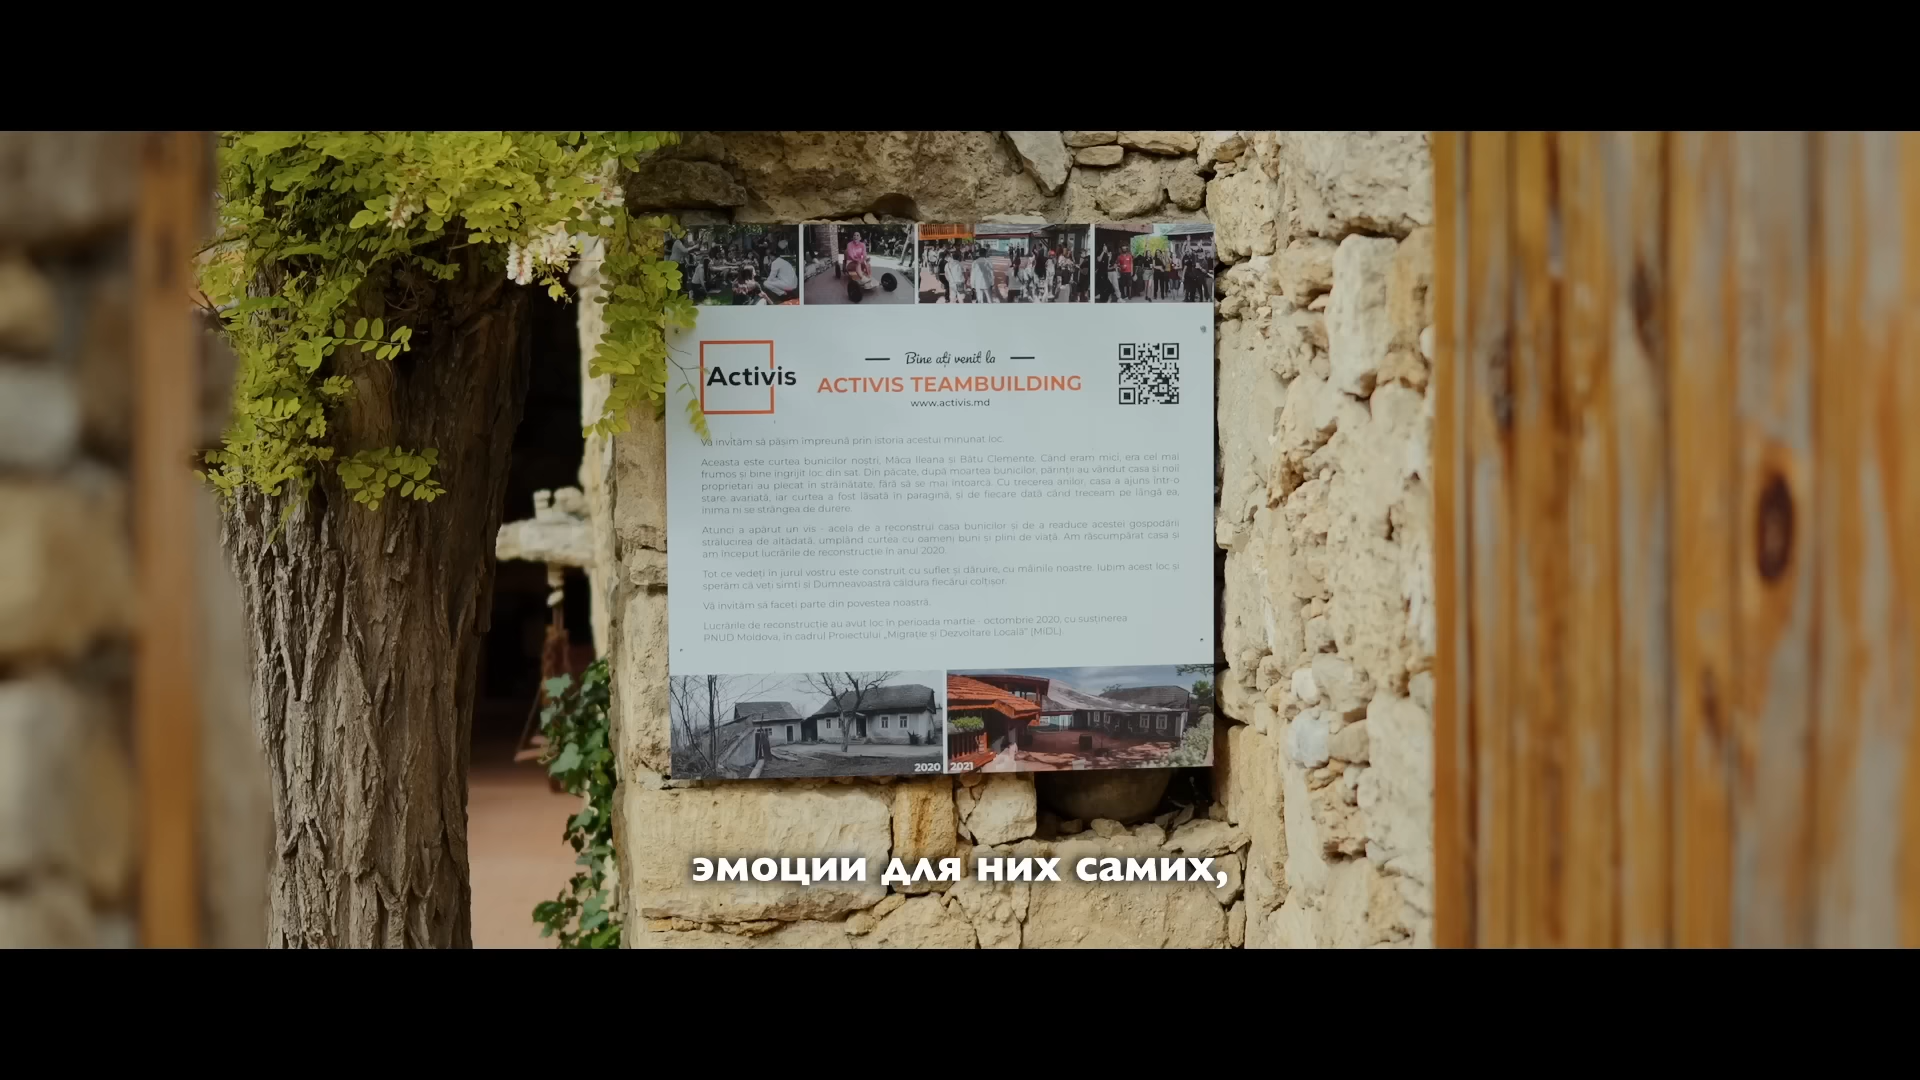 Bine ați venit la
Activis
ACTIVIS TEAMBUILDING
www.activis.md
Vă invităm să pășim împreună prin istoria acestui minunat loc.
Aceasta este curtea bunicilor noștri, Mâca Ileana și Bătu Clemente. Când eram mici, era cel mai
frumos și bine îngrijit loc din sat. Din păcate, după moartea bunicilor, părinții au vândut casa și noii
proprietari au plecat în străinătate, fără să se mai întoarcă. Cu trecerea anilor, casa a ajuns într-o
stare avariată, iar curtea a fost lăsată în paragină, și de fiecare dată când treceam pe lângă ea,
inima ni se strângea de durere.
Atunci a apărut un vis - acela de a reconstrui casa bunicilor și de a readuce acestei gospodării
strălucirea de altădată, umplând curtea cu oameni buni și plini de viață. Am răscumpărat casa și
am început lucrările de reconstrucție în anul 2020.
Tot ce vedeți în jurul vostru este construit cu suflet și dăruire, cu mâinile noastre. Iubim acest loc și
sperăm că veți simți și Dumneavoastră căldura fiecărui colțișor.
Vă invităm să faceți parte din povestea noastră.
Lucrările de reconstrucție au avut loc în perioada martie - octombrie 2020, cu susținerea
PNUD Moldova, în cadrul Proiectului „Migrație și Dezvoltare Locală” (MiDL).
2020 2021
эмоции для них самих,